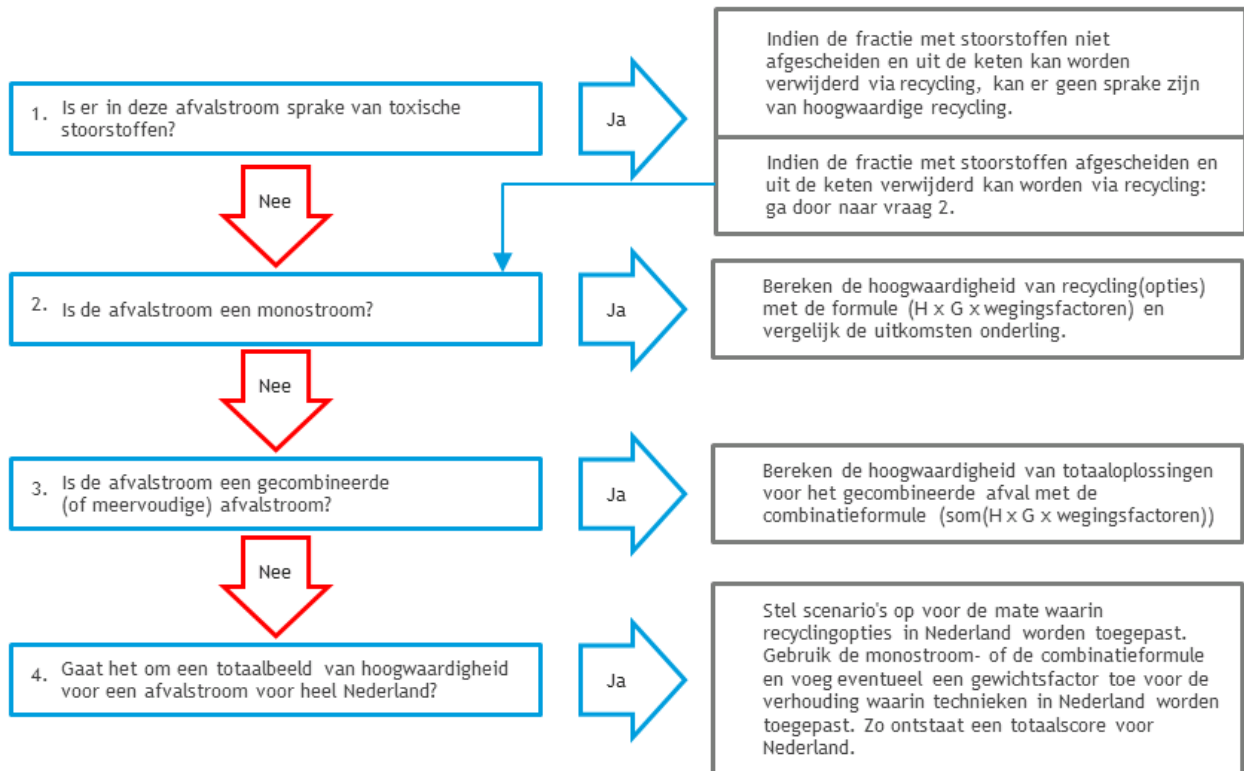 1. Is er in deze afvalstroom sprake van toxische
stoorstoffen?
Ja
Indien de fractie met stoorstoffen niet
afgescheiden en uit de keten kan worden
verwijderd via recycling, kan er geen sprake zijn
van hoogwaardige recycling.
Indien de fractie met stoorstoffen afgescheiden en
uit de keten verwijderd kan worden via recycling:
ga door naar vraag 2.
Nee
2. Is de afvalstroom een monostroom?
Ja
Bereken de hoogwaardigheid van recycling(opties)
met de formule (H x G x wegingsfactoren) en
vergelijk de uitkomsten onderling.
Nee
3. Is de afvalstroom een gecombineerde
(of meervoudige) afvalstroom?
Ja
Bereken de hoogwaardigheid van totaaloplossingen
voor het gecombineerde afval met de
combinatieformule (som(H x G x wegingsfactoren))
Nee
4. Gaat het om een totaalbeeld van hoogwaardigheid
voor een afvalstroom voor heel Nederland?
Ja
Stel scenario's op voor de mate waarin
recyclingopties in Nederland worden toegepast.
Gebruik de monostroom- of de combinatieformule
en voeg eventueel een gewichtsfactor toe voor de
verhouding waarin technieken in Nederland worden
toegepast. Zo ontstaat een totaalscore voor
Nederland.